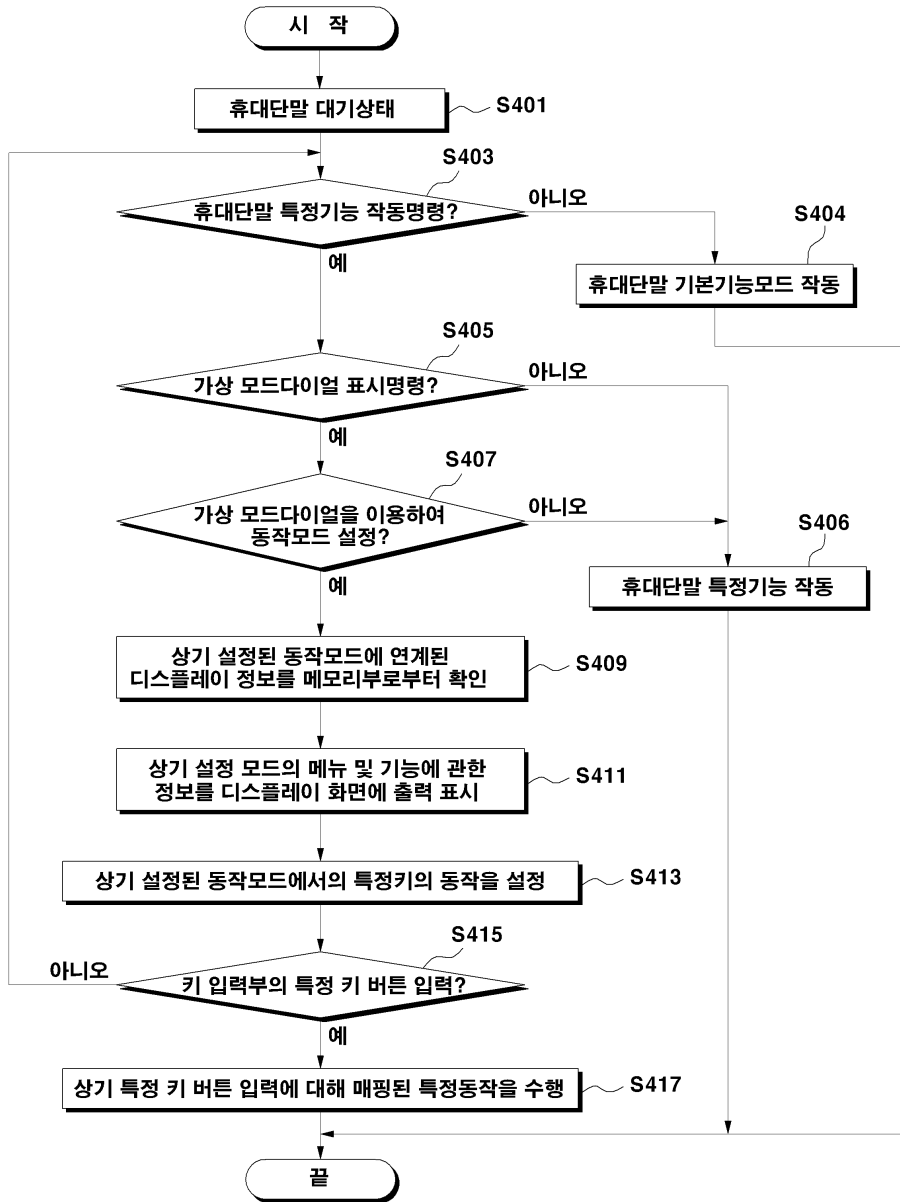 시 작
휴대단말 대기상태
S401
S403
휴대단말 특정기능 작동명령?
아니오
예
S404
휴대단말 기본기능모드 작동
S405
가상 모드다이얼 표시명령?
아니오
예
S407
가상 모드다이얼을 이용하여
동작모드 설정?
아니오
예
S406
휴대단말 특정기능 작동
상기 설정된 동작모드에 연계된
디스플레이 정보를 메모리부로부터 확인
S409
상기 설정 모드의 메뉴 및 기능에 관한
정보를 디스플레이 화면에 출력 표시
S411
상기 설정된 동작모드에서의 특정키의 동작을 설정
S413
S415
키 입력부의 특정 키 버튼 입력?
아니오
예
상기 특정 키 버튼 입력에 대해 매핑된 특정동작을 수행
S417
끝